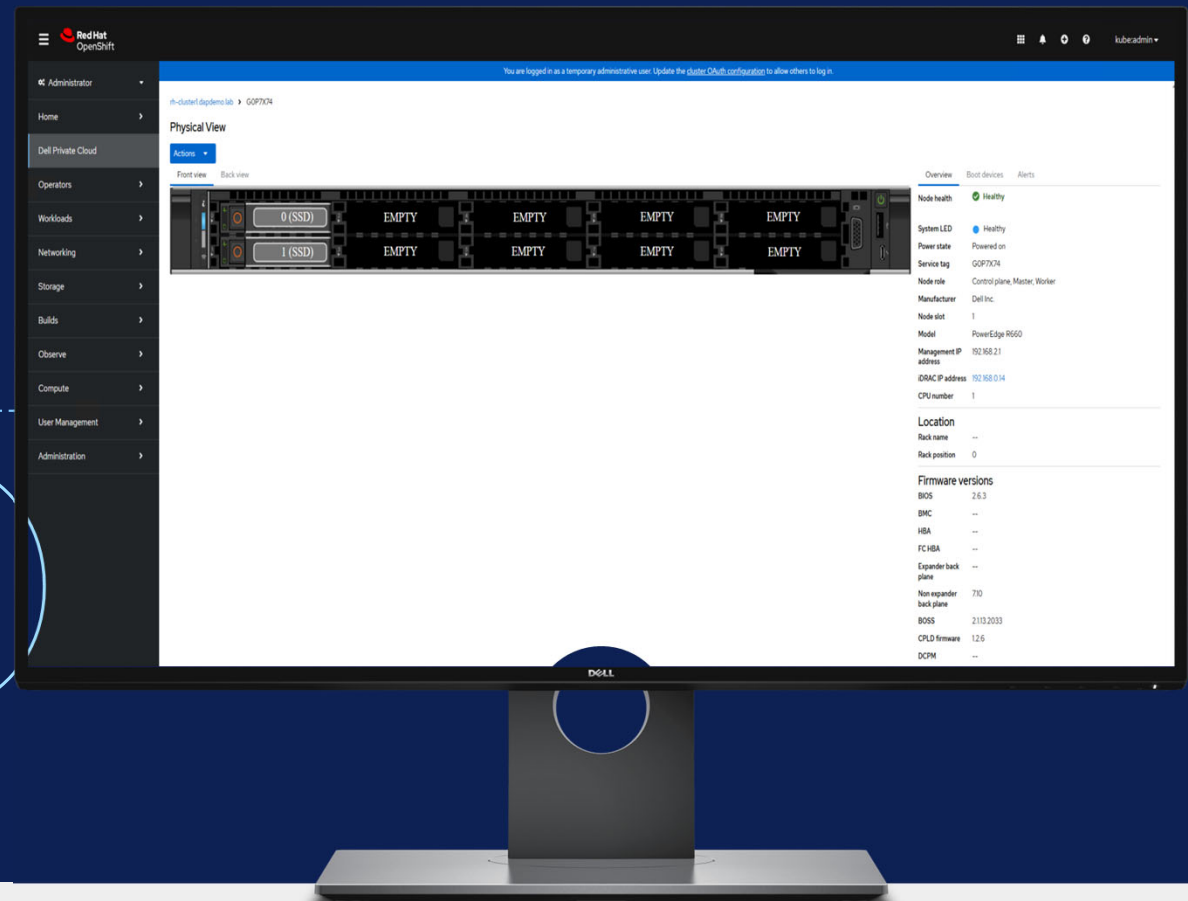 Red Hat
OpenShift
kube:admin
Administrator
You are logged in as a temporary administrative user. Update the cluster OAuth configuration to allow others to log in.
Home
Dell Private Cloud
Operators
Workloads
Networking
Storage
Builds
Observe
Compute
User Management
Administration
rh-cluster1.dapdemo.lab > G0P7X74
Physical View
Actions
Front view Back view
0 (SSD) EMPTY EMPTY EMPTY EMPTY
1 (SSD) EMPTY EMPTY EMPTY EMPTY
Overview Boot devices Alerts
Node health Healthy
System LED Healthy
Power state Powered on
Service tag G0P7X74
Node role Control plane, Master, Worker
Manufacturer Dell Inc.
Node slot 1
Model PowerEdge R660
Management IP 192.168.2.1
address
iDRAC IP address 192.168.0.14
CPU number 1
Location
Rack name --
Rack position 0
Firmware versions
BIOS 2.6.3
BMC --
HBA --
FC HBA --
Expander back --
plane
Non expander 7.10
back plane
BOSS 2.1.13.2033
CPLD firmware 1.2.6
DCPM --
DELL